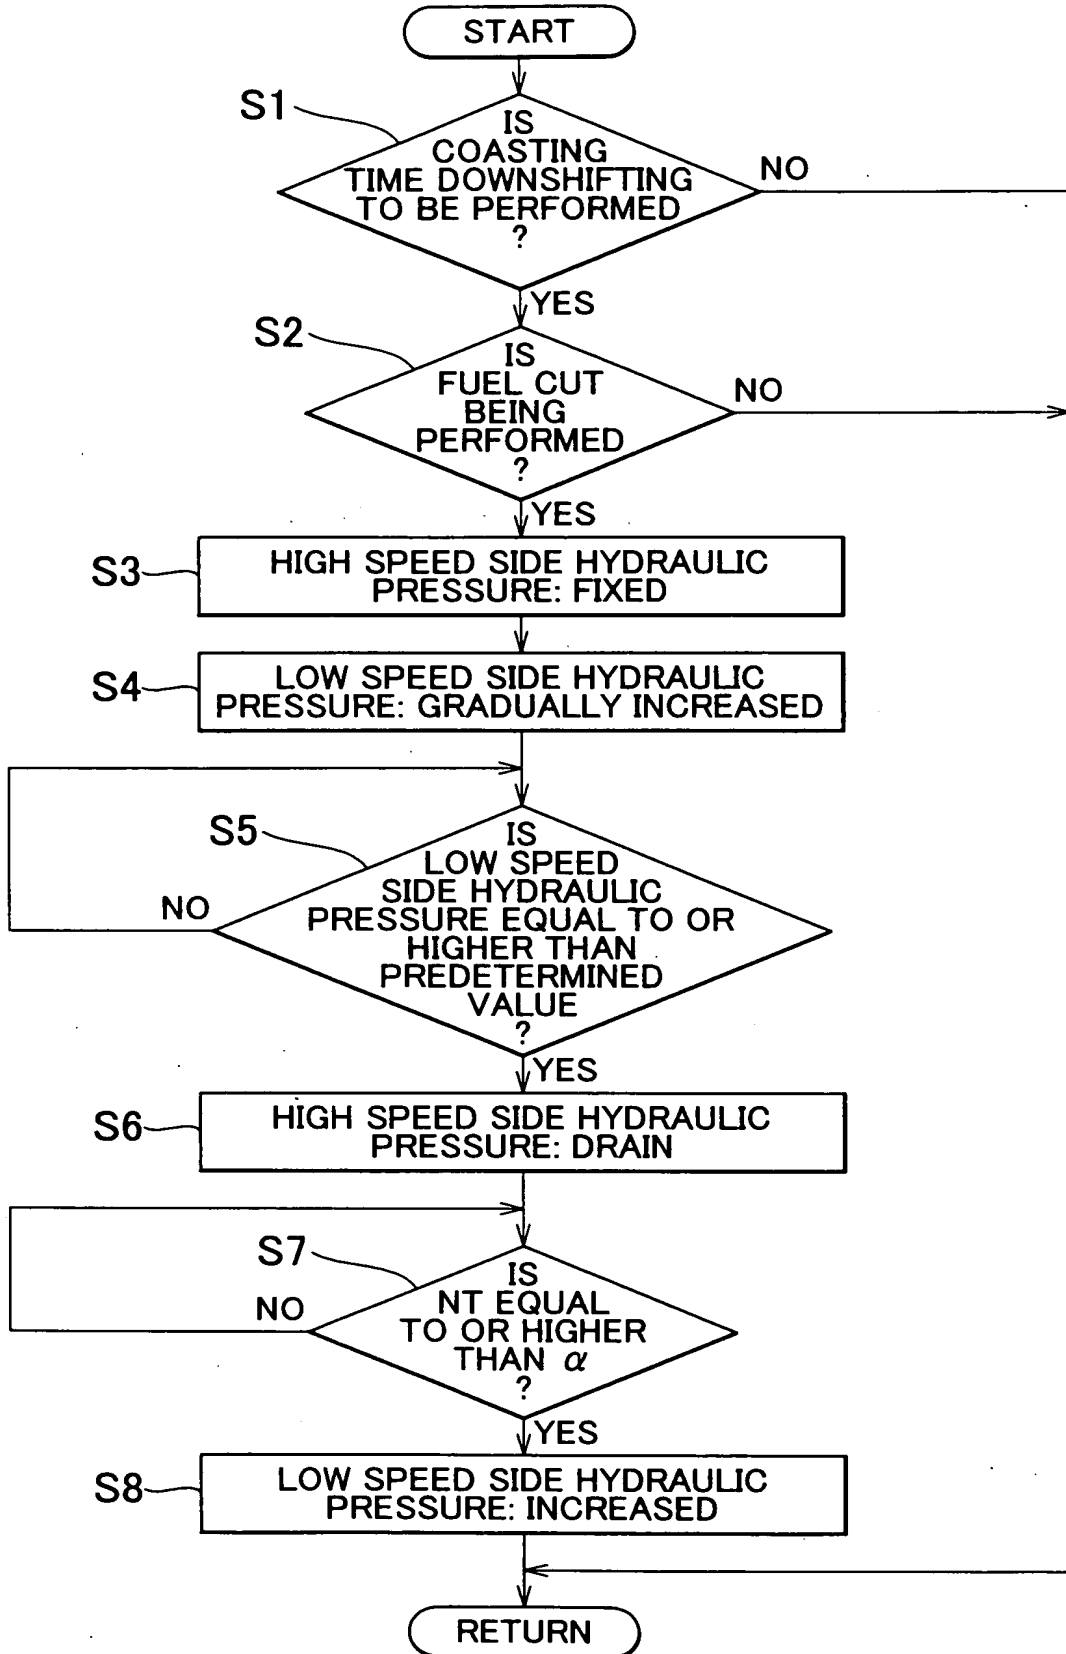 START
S1
IS
COASTING
TIME DOWNSHIFTING
TO BE PERFORMED
?
NO
YES
S2
IS
FUEL CUT
BEING
PERFORMED
?
NO
YES
S3
HIGH SPEED SIDE HYDRAULIC
PRESSURE: FIXED
S4
LOW SPEED SIDE HYDRAULIC
PRESSURE: GRADUALLY INCREASED
S5
IS
LOW SPEED
SIDE HYDRAULIC
PRESSURE EQUAL TO OR
HIGHER THAN
PREDETERMINED
VALUE
?
NO
YES
S6
HIGH SPEED SIDE HYDRAULIC
PRESSURE: DRAIN
S7
IS
NT EQUAL
TO OR HIGHER
THAN α
?
NO
YES
S8
LOW SPEED SIDE HYDRAULIC
PRESSURE: INCREASED
RETURN